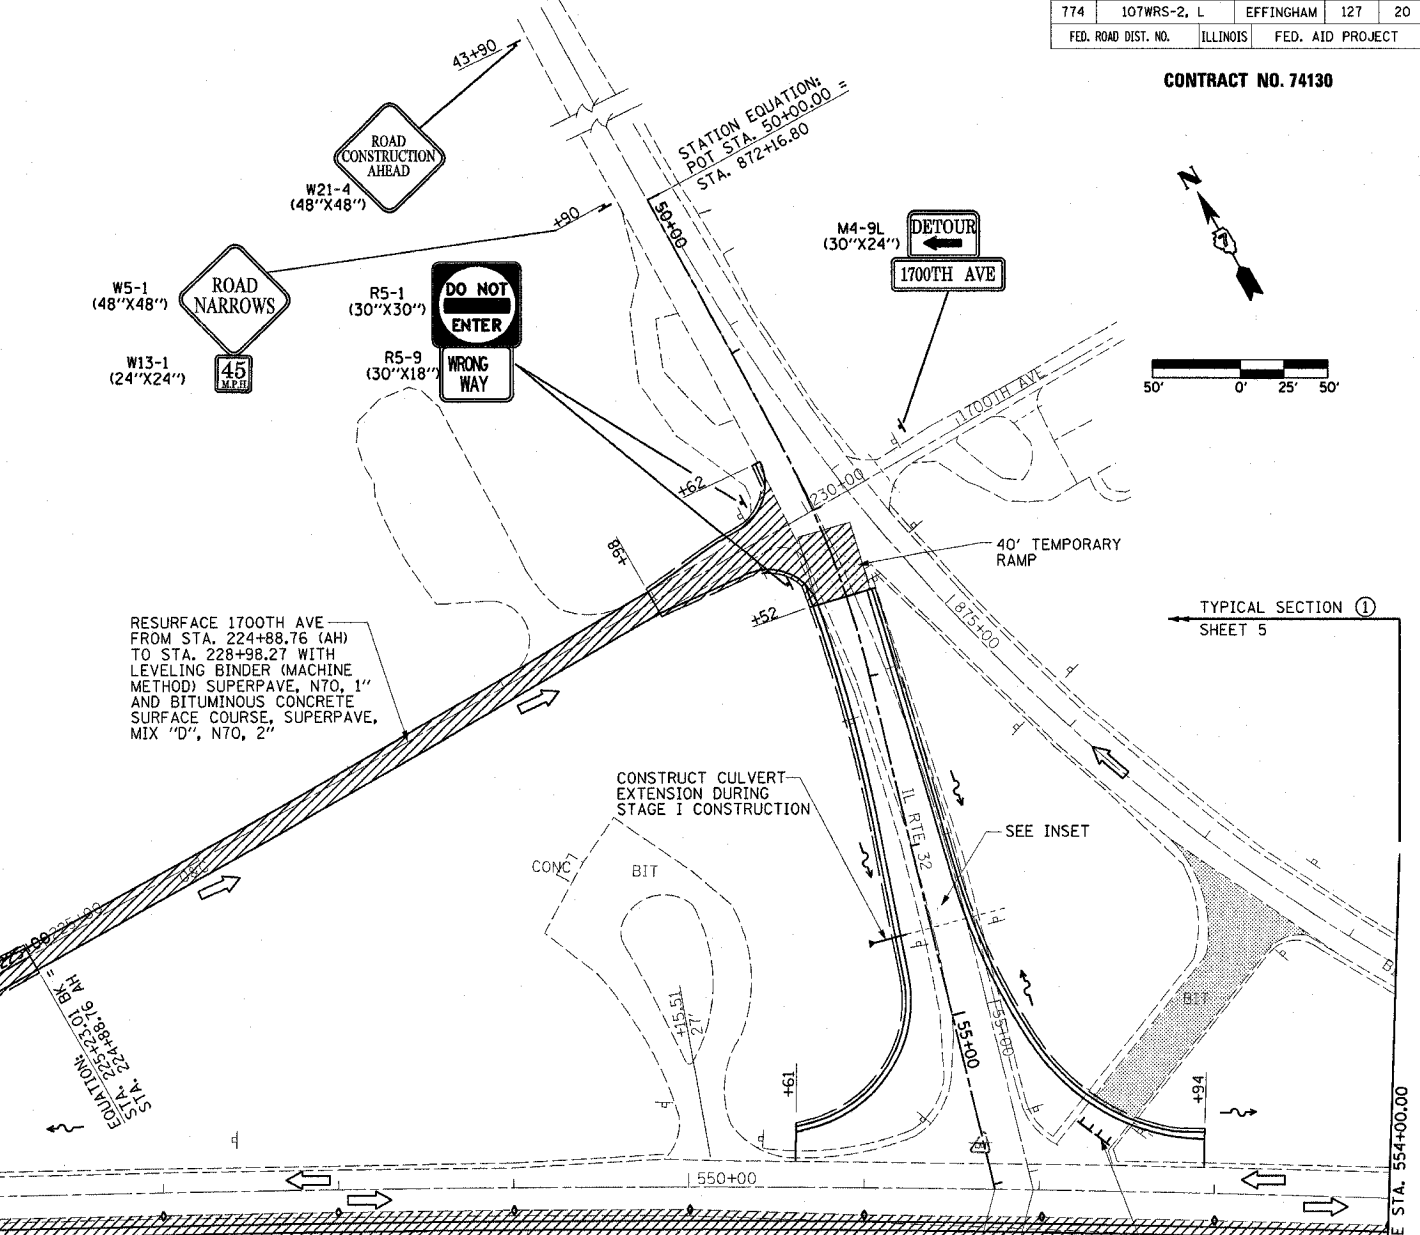 774 107WRS-2, L EFFINGHAM 127 20
FED. ROAD DIST. NO. ILLINOIS FED. AID PROJECT
CONTRACT NO. 74130
43+90
ROAD
CONSTRUCTION
AHEAD
W21-4
(48"X48")
STATION EQUATION:
POT STA. 50+00.00 =
STA. 872+16.80
N
+90
50+00
M4-9L
(30"X24")
DETOUR
1700TH AVE
W5-1
(48"X48")
ROAD
NARROWS
W13-1
(24"X24")
45
M.P.H
R5-1
(30"X30")
DO NOT
ENTER
R5-9
(30"X18")
WRONG
WAY
50' 0' 25' 50'
1700TH AVE
+62
230+00
+98
40' TEMPORARY
RAMP
+52
875+00
TYPICAL SECTION 1
SHEET 5
RESURFACE 1700TH AVE
FROM STA. 224+88.76 (AH)
TO STA. 228+98.27 WITH
LEVELING BINDER (MACHINE
METHOD) SUPERPAVE, N70, 1"
AND BITUMINOUS CONCRETE
SURFACE COURSE, SUPERPAVE,
MIX "D", N70, 2"
CONSTRUCT CULVERT
EXTENSION DURING
STAGE I CONSTRUCTION
IL RTE 32
SEE INSET
CONC
BIT
225+00
EQUATION:
STA. 225+23.01 BK =
STA. 224+88.76 AH
+15.51
27'
55+00
55+00
BIT
+61
+94
550+00
E STA. 554+00.00